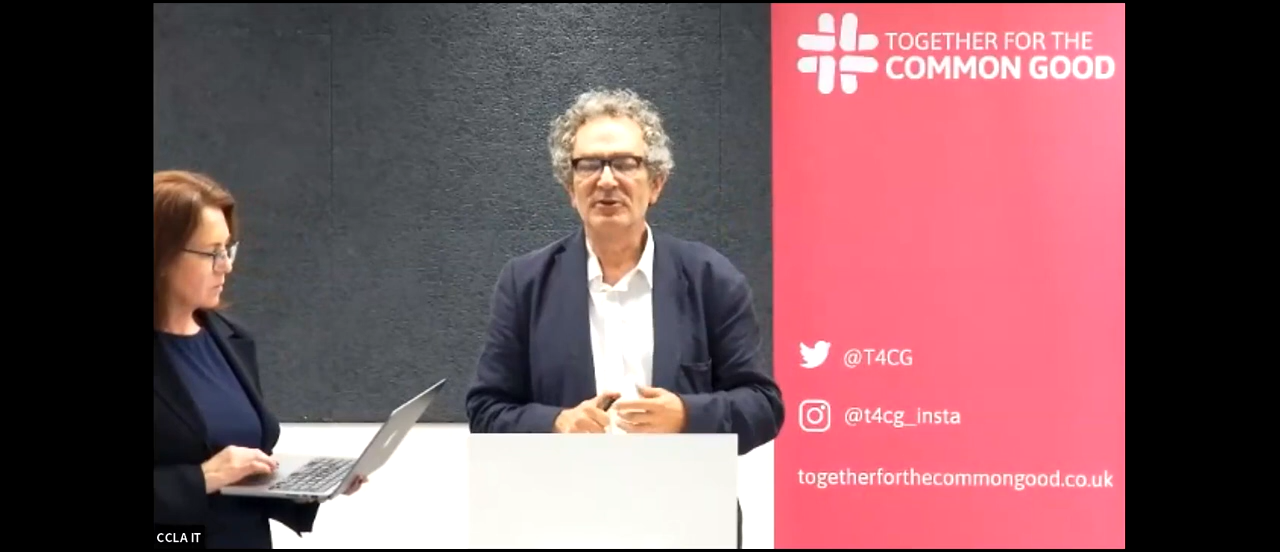 TOGETHER FOR THE
COMMON GOOD
@T4CG
@t4cg_insta
togetherforthecommongood.co.uk
CCLA IT